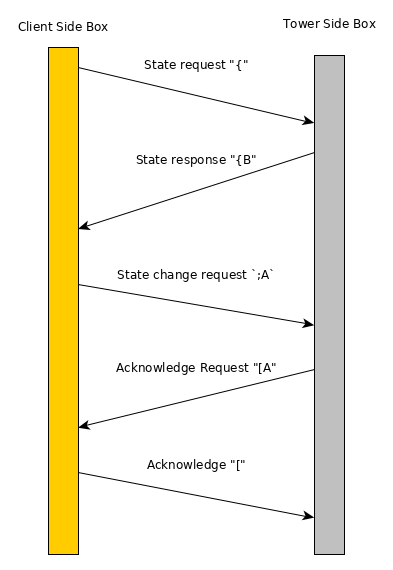 Client Side Box
Tower Side Box
State request "{"
State response "{B"
State change request `;A`
Acknowledge Request "[A"
Acknowledge "["